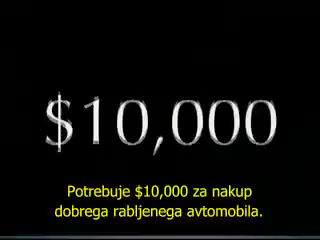 $10,000
Potrebuje $10,000 za nakup
dobrega rabljenega avtomobila.